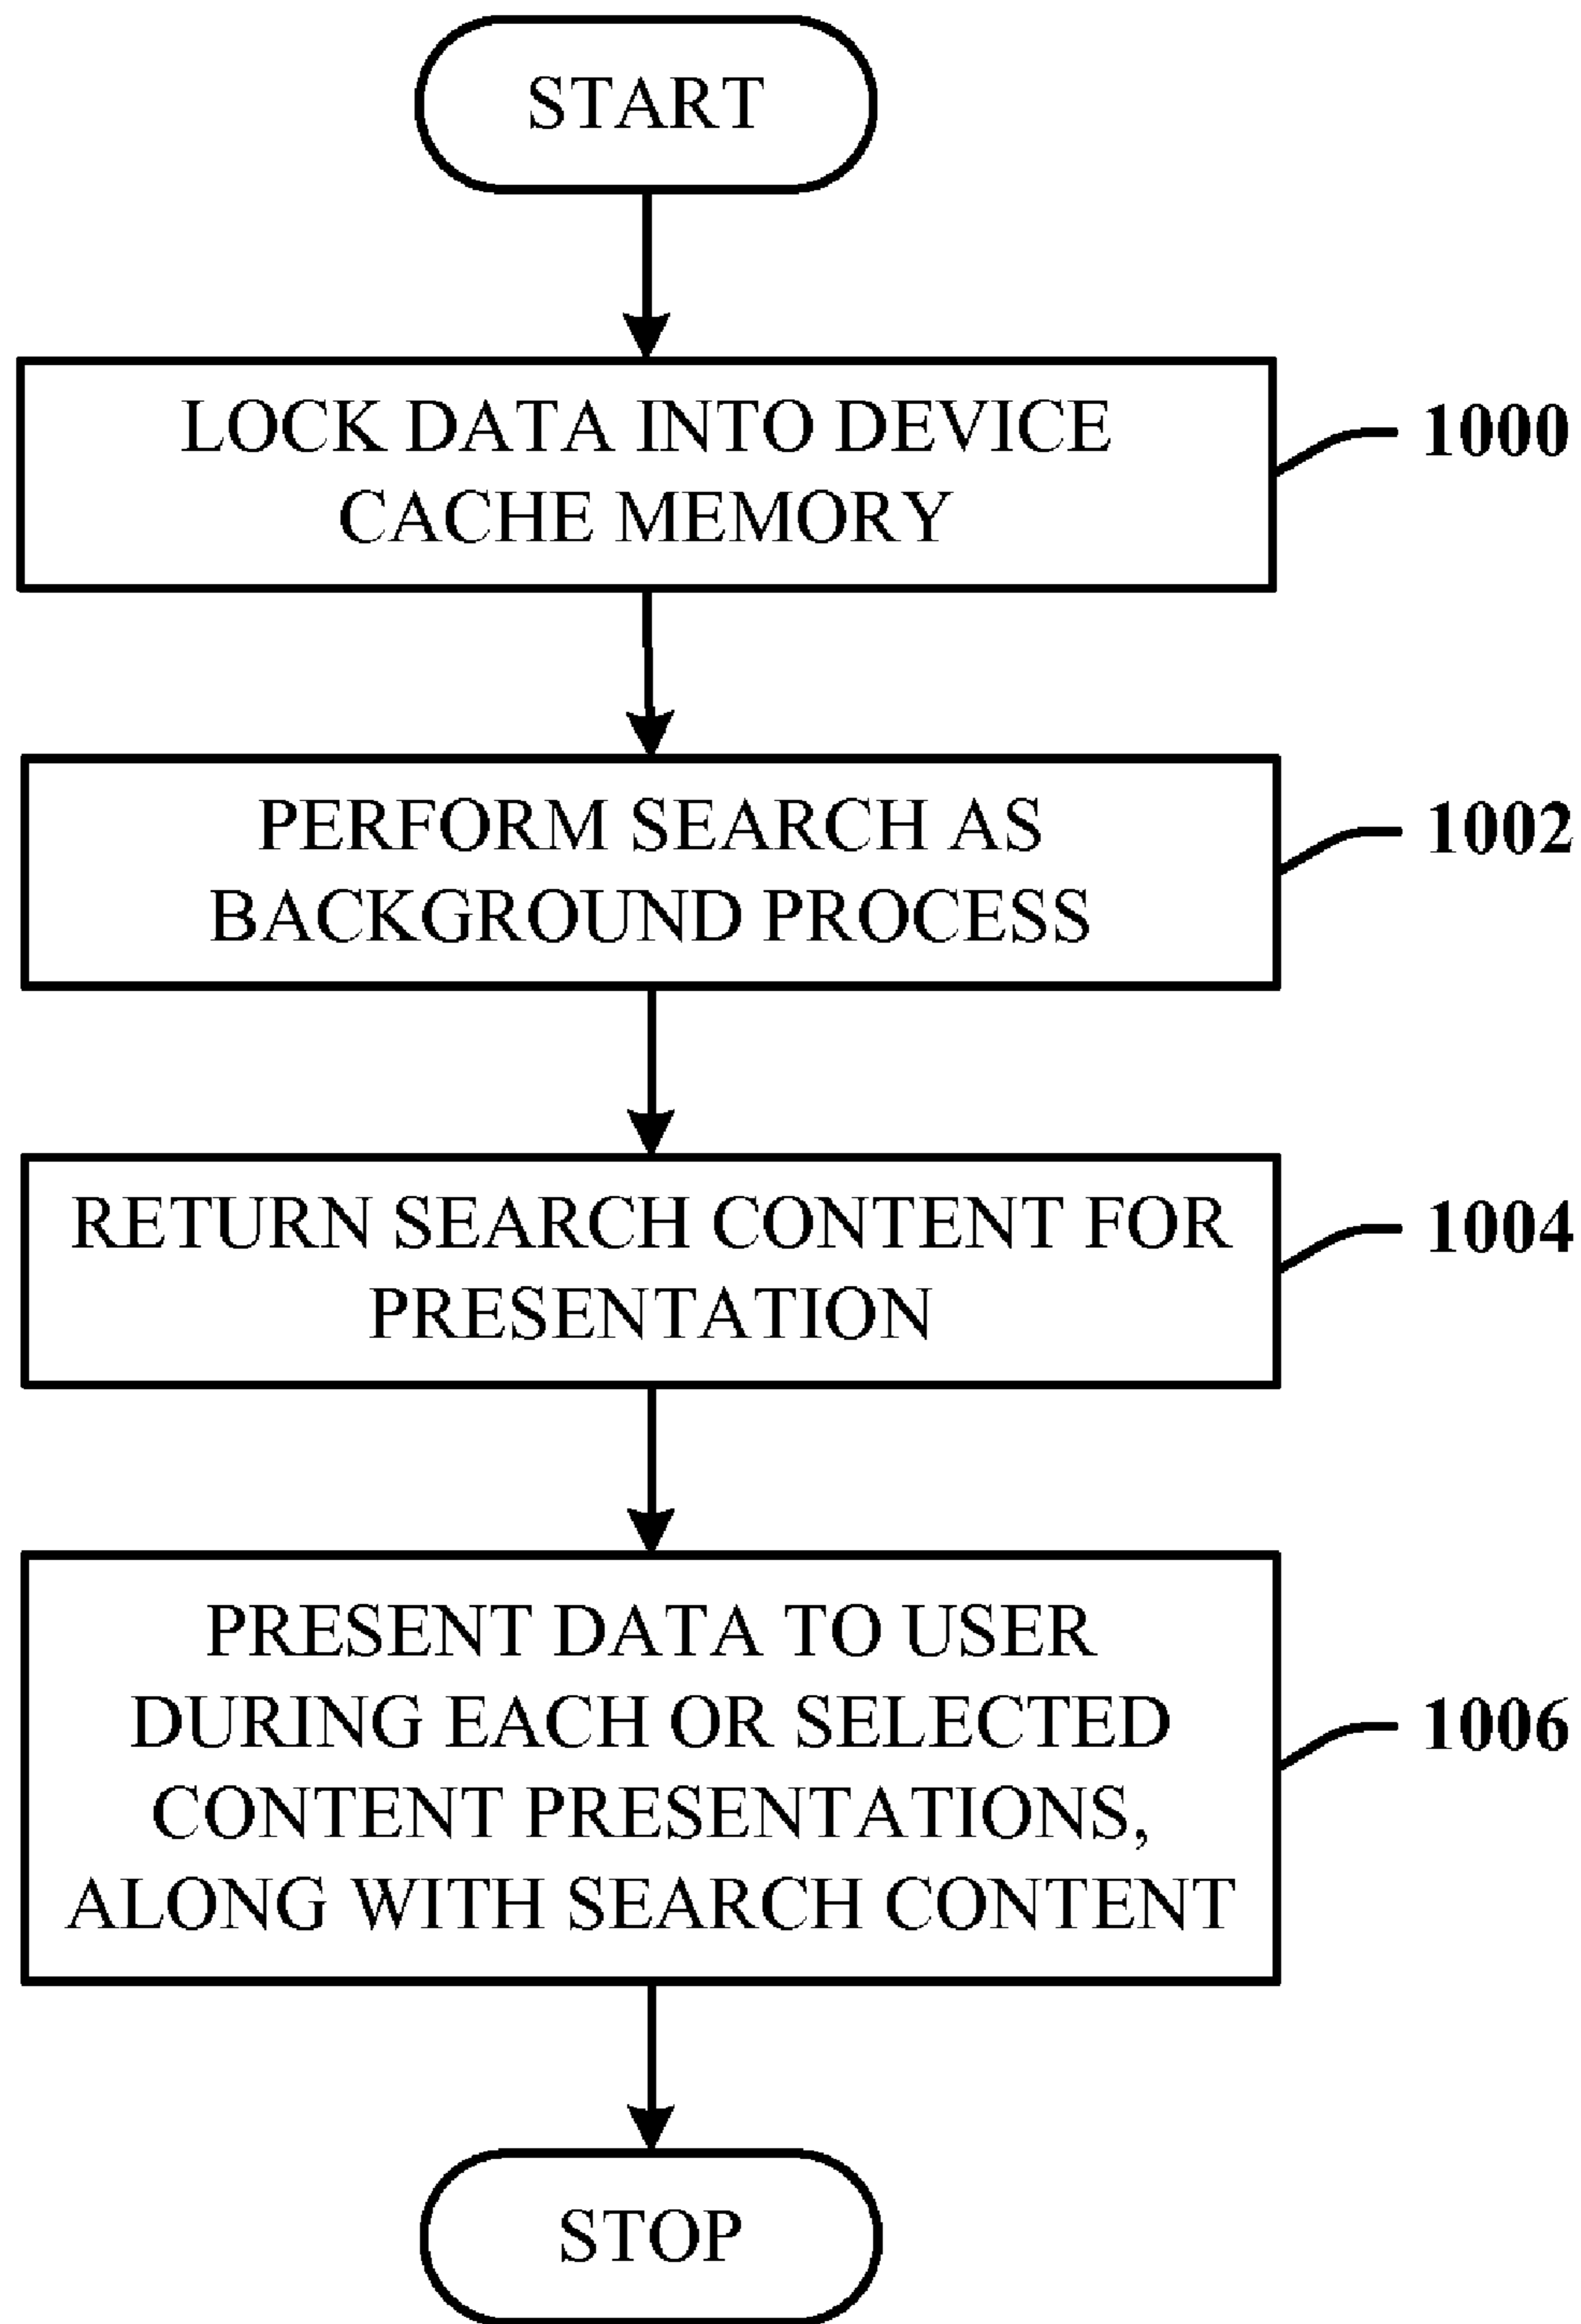 START
LOCK DATA INTO DEVICE
CACHE MEMORY
1000
PERFORM SEARCH AS
BACKGROUND PROCESS
1002
RETURN SEARCH CONTENT FOR
PRESENTATION
1004
PRESENT DATA TO USER
DURING EACH OR SELECTED
CONTENT PRESENTATIONS,
ALONG WITH SEARCH CONTENT
1006
STOP